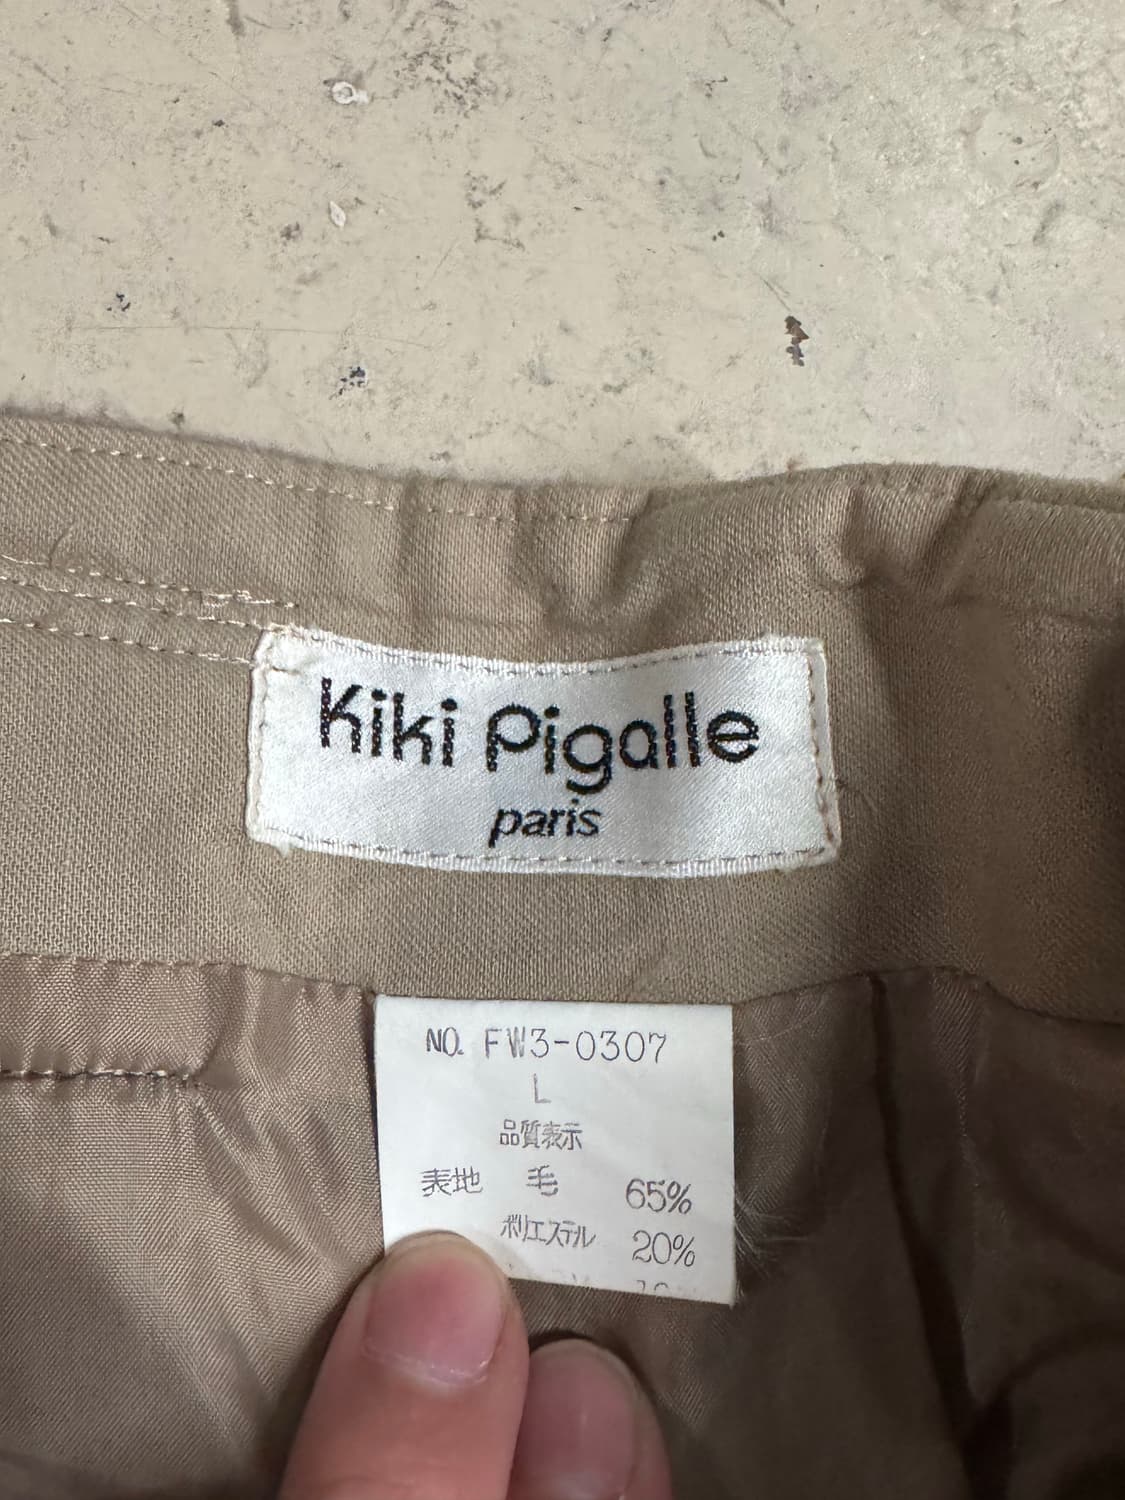 Kiki Pigalle
paris
NO. FW3-0307
L
品質表示
表地 毛 65%
ポリエステル 20%